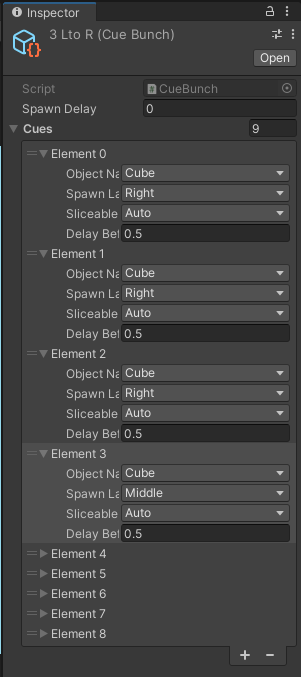 Inspector
3 Lto R (Cue Bunch)
Open
Script CueBunch
Spawn Delay 0
Cues 9
Element 0
Object Na Cube
Spawn La Right
Sliceable Auto
Delay Bef 0.5
Element 1
Object Na Cube
Spawn La Right
Sliceable Auto
Delay Bef 0.5
Element 2
Object Na Cube
Spawn La Right
Sliceable Auto
Delay Bef 0.5
Element 3
Object Na Cube
Spawn La Middle
Sliceable Auto
Delay Bef 0.5
Element 4
Element 5
Element 6
Element 7
Element 8